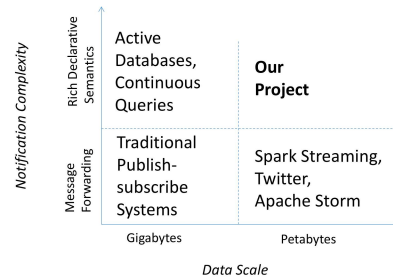 Notification Complexity
Rich Declarative
Semantics
Active
Databases,
Continuous
Queries
Our
Project
Message
Forwarding
Traditional
Publish-
subscribe
Systems
Spark Streaming,
Twitter,
Apache Storm
Gigabytes
Petabytes
Data Scale